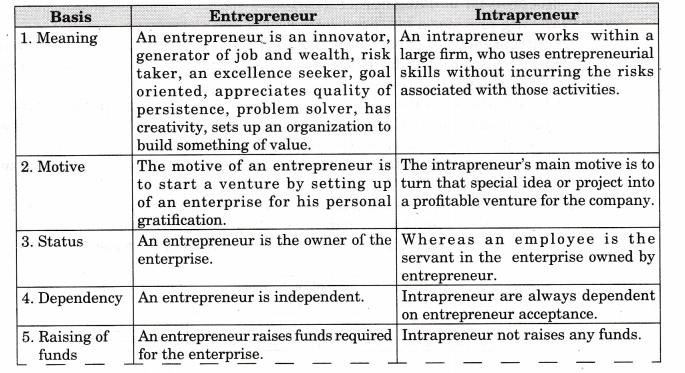 Basis Entrepreneur Intrapreneur
1. Meaning An entrepreneur is an innovator, An intrapreneur works within a
generator of job and wealth, risk large firm, who uses entrepreneurial
taker, an excellence seeker, goal skills without incurring the risks
oriented, appreciates quality of associated with those activities.
persistence, problem solver, has
creativity, sets up an organization to
build something of value.
2. Motive The motive of an entrepreneur is The intrapreneur's main motive is to
to start a venture by setting up turn that special idea or project into
of an enterprise for his personal a profitable venture for the company.
gratification.
3. Status An entrepreneur is the owner of the Whereas an employee is the
enterprise. servant in the enterprise owned by
entrepreneur.
4. Dependency An entrepreneur is independent. Intrapreneur are always dependent
on entrepreneur acceptance.
5. Raising of An entrepreneur raises funds required Intrapreneur not raises any funds.
funds for the enterprise.